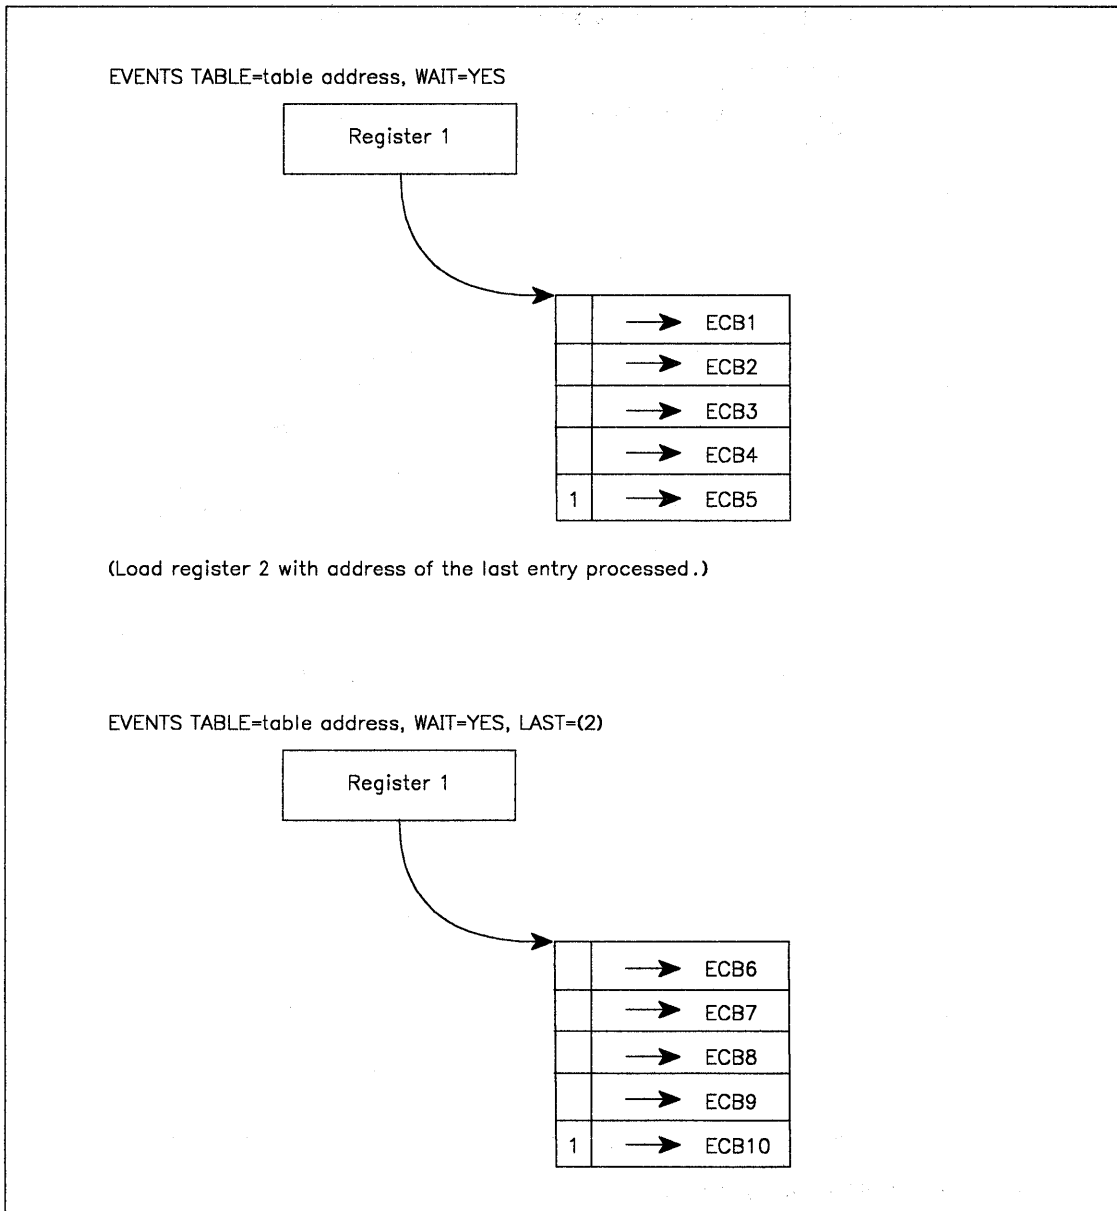 EVENTS TABLE=table address, WAIT=YES
Register 1
ECB1
ECB2
ECB3
ECB4
1 ECB5
(Load register 2 with address of the last entry processed.)
EVENTS TABLE=table address, WAIT=YES, LAST=(2)
Register 1
ECB6
ECB7
ECB8
ECB9
1 ECB10